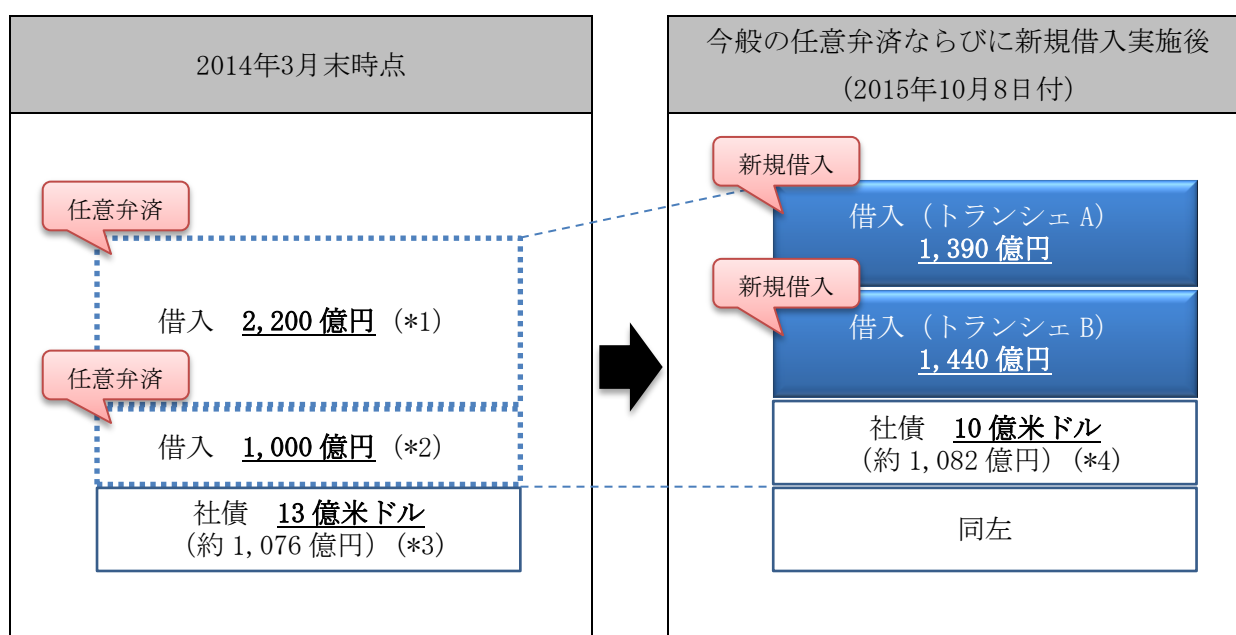 2014年3月末時点
任意弁済
借入 2,200億円 (*1)
任意弁済
借入 1,000億円 (*2)
社債 13億米ドル
(約1,076億円) (*3)
今般の任意弁済ならびに新規借入実施後
(2015年10月8日付)
新規借入
借入(トランシェA)
1,390億円
新規借入
借入(トランシェB)
1,440億円
社債 10億米ドル
(約1,082億円) (*4)
同左